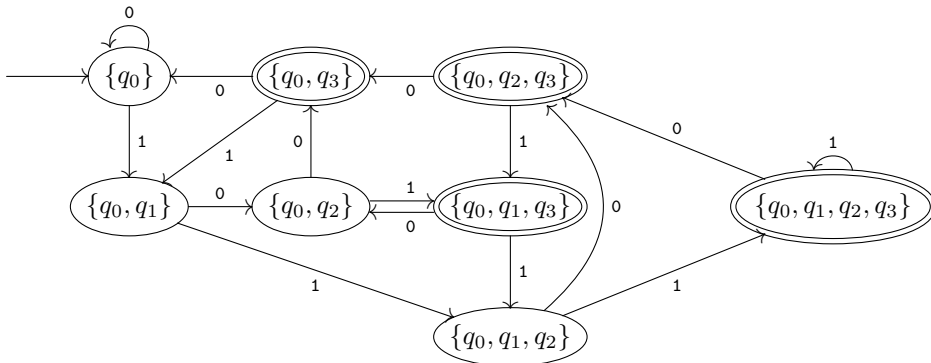 0
{q₀} 0 {q₀, q₃} 0 {q₀, q₂, q₃}
1 1 0 1 0 1
{q₀, q₁} 0 {q₀, q₂} 1 0 {q₀, q₁, q₃} 0 {q₀, q₁, q₂, q₃}
1 1 1
{q₀, q₁, q₂}